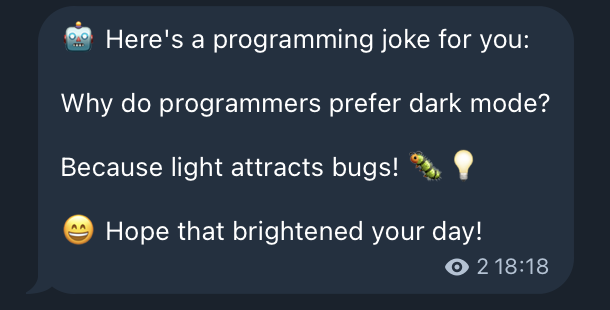 🤖 Here's a programming joke for you:
Why do programmers prefer dark mode?
Because light attracts bugs! 🐛💡
😄 Hope that brightened your day!
2 18:18